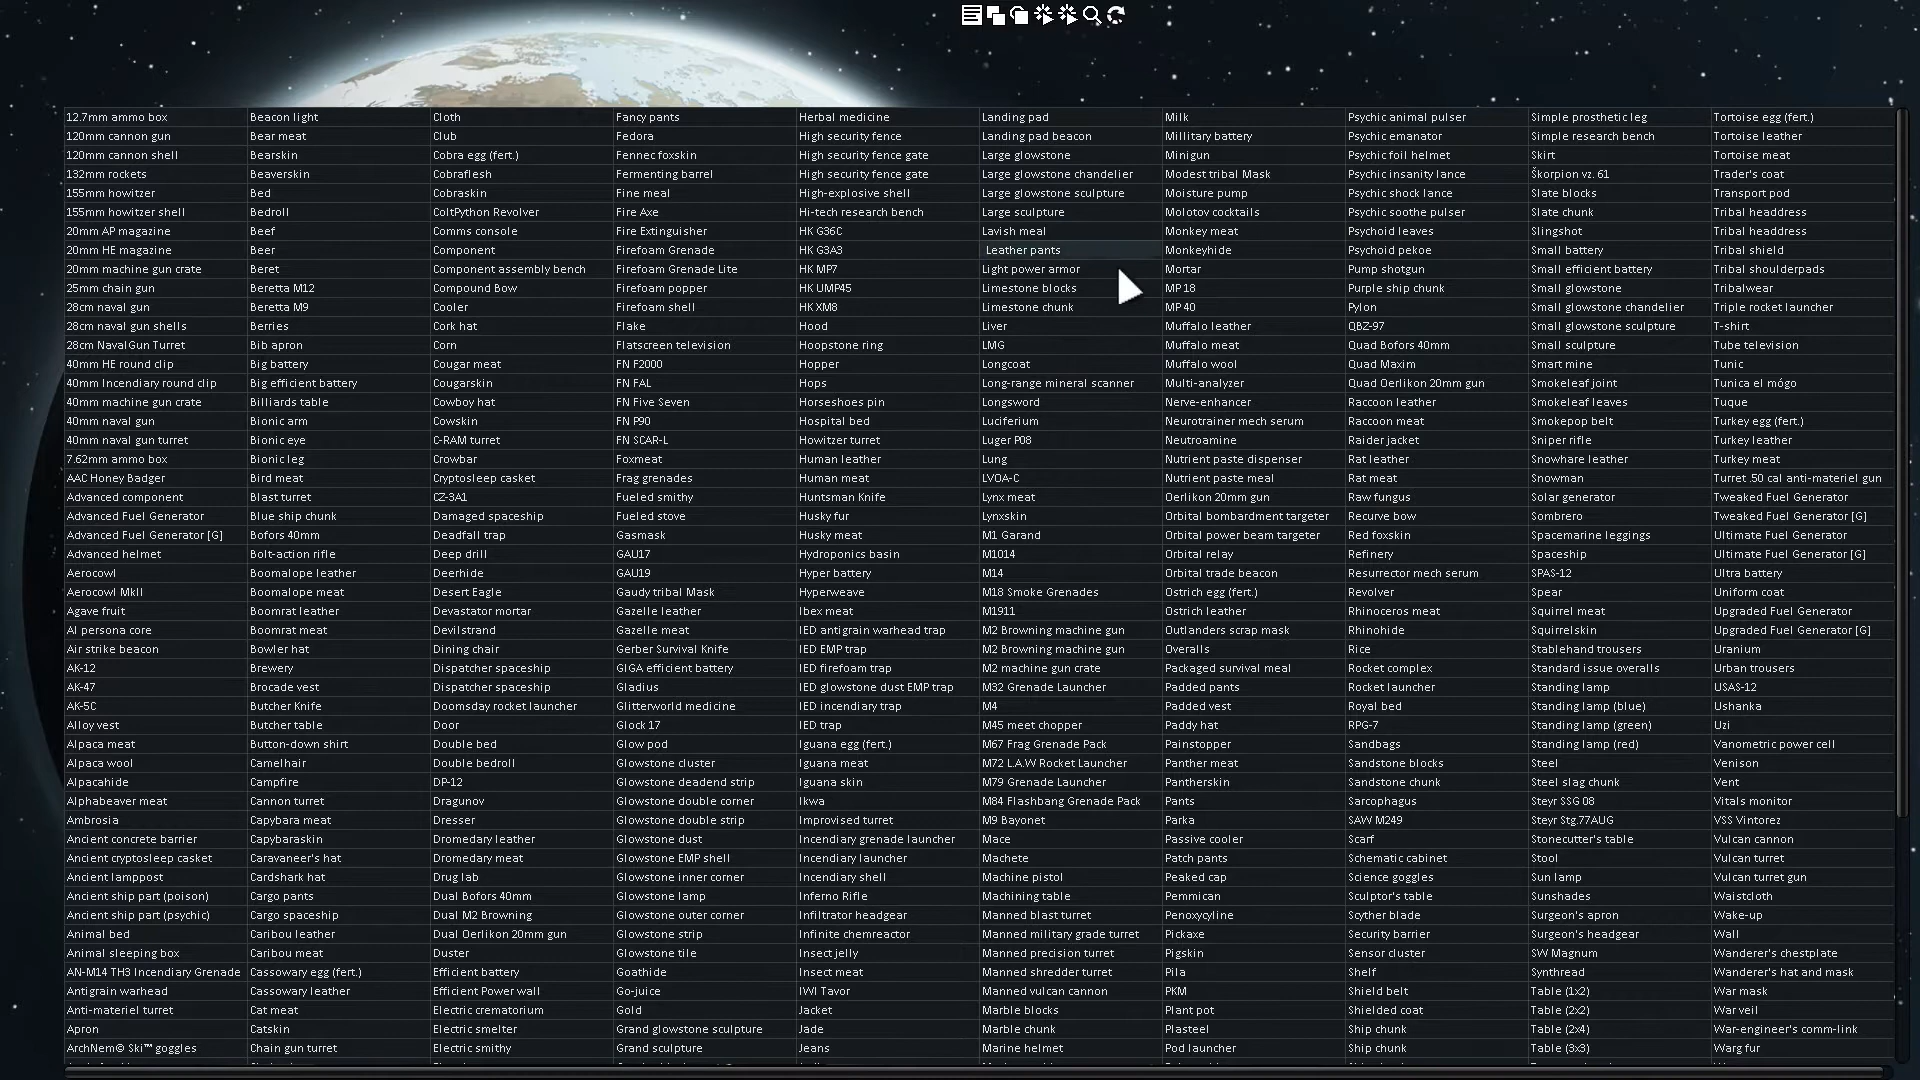 12.7mm ammo box
120mm cannon gun
120mm cannon shell
132mm rockets
155mm howitzer
155mm howitzer shell
20mm AP magazine
20mm HE magazine
20mm machine gun crate
25mm chain gun
28cm naval gun
28cm naval gun shells
28cm NavalGun Turret
40mm HE round clip
40mm Incendiary round clip
40mm machine gun crate
40mm naval gun
40mm naval gun turret
7.62mm ammo box
AAC Honey Badger
Advanced component
Advanced Fuel Generator
Advanced Fuel Generator [G]
Advanced helmet
Aerocowl
Aerocowl MkII
Agave fruit
AI persona core
Air strike beacon
AK-12
AK-47
AK-5C
Alloy vest
Alpaca meat
Alpaca wool
Alpacahide
Alphabeaver meat
Ambrosia
Ancient concrete barrier
Ancient cryptosleep casket
Ancient lamppost
Ancient ship part (poison)
Ancient ship part (psychic)
Animal bed
Animal sleeping box
AN-M14 TH3 Incendiary Grenade
Antigrain warhead
Anti-materiel turret
Apron
ArchNem© Ski™ goggles
Beacon light
Bear meat
Bearskin
Beaverskin
Bed
Bedroll
Beef
Beer
Beret
Beretta M12
Beretta M9
Berries
Bib apron
Big battery
Big efficient battery
Billiards table
Bionic arm
Bionic eye
Bionic leg
Bird meat
Blast turret
Blue ship chunk
Bofors 40mm
Bolt-action rifle
Boomalope leather
Boomalope meat
Boomrat leather
Boomrat meat
Bowler hat
Brewery
Brocade vest
Butcher Knife
Butcher table
Button-down shirt
Camelhair
Campfire
Cannon turret
Capybara meat
Capybaraskin
Caravaneer's hat
Cardshark hat
Cargo pants
Cargo spaceship
Caribou leather
Caribou meat
Cassowary egg (fert.)
Cassowary leather
Cat meat
Catskin
Chain gun turret
Cloth
Club
Cobra egg (fert.)
Cobraflesh
Cobraskin
ColtPython Revolver
Comms console
Component
Component assembly bench
Compound Bow
Cooler
Cork hat
Corn
Cougar meat
Cougarskin
Cowboy hat
Cowskin
C-RAM turret
Crowbar
Cryptosleep casket
CZ-3A1
Damaged spaceship
Deadfall trap
Deep drill
Deerhide
Desert Eagle
Devastator mortar
Devilstrand
Dining chair
Dispatcher spaceship
Dispatcher spaceship
Doomsday rocket launcher
Door
Double bed
Double bedroll
DP-12
Dragunov
Dresser
Dromedary leather
Dromedary meat
Drug lab
Dual Bofors 40mm
Dual M2 Browning
Dual Oerlikon 20mm gun
Duster
Efficient battery
Efficient Power wall
Electric crematorium
Electric smelter
Electric smithy
Fancy pants
Fedora
Fennec foxskin
Fermenting barrel
Fine meal
Fire Axe
Fire Extinguisher
Firefoam Grenade
Firefoam Grenade Lite
Firefoam popper
Firefoam shell
Flake
Flatscreen television
FN F2000
FN FAL
FN Five Seven
FN P90
FN SCAR-L
Foxmeat
Frag grenades
Fueled smithy
Fueled stove
Gasmask
GAU17
GAU19
Gaudy tribal Mask
Gazelle leather
Gazelle meat
Gerber Survival Knife
GIGA efficient battery
Gladius
Glitterworld medicine
Glock 17
Glow pod
Glowstone cluster
Glowstone deadend strip
Glowstone double corner
Glowstone double strip
Glowstone dust
Glowstone EMP shell
Glowstone inner corner
Glowstone lamp
Glowstone outer corner
Glowstone strip
Glowstone tile
Goathide
Go-juice
Gold
Grand glowstone sculpture
Grand sculpture
Herbal medicine
High security fence
High security fence gate
High security fence gate
High-explosive shell
Hi-tech research bench
HK G36C
HK G3A3
HK MP7
HK UMP45
HK XM8
Hood
Hoopstone ring
Hopper
Hops
Horseshoes pin
Hospital bed
Howitzer turret
Human leather
Human meat
Huntsman Knife
Husky fur
Husky meat
Hydroponics basin
Hyper battery
Hyperweave
Ibex meat
IED antigrain warhead trap
IED EMP trap
IED firefoam trap
IED glowstone dust EMP trap
IED incendiary trap
IED trap
Iguana egg (fert.)
Iguana meat
Iguana skin
Ikwa
Improvised turret
Incendiary grenade launcher
Incendiary launcher
Incendiary shell
Inferno Rifle
Infiltrator headgear
Infinite chemreactor
Insect jelly
Insect meat
IWI Tavor
Jacket
Jade
Jeans
Landing pad
Landing pad beacon
Large glowstone
Large glowstone chandelier
Large glowstone sculpture
Large sculpture
Lavish meal
Leather pants
Light power armor
Limestone blocks
Limestone chunk
Liver
LMG
Longcoat
Long-range mineral scanner
Longsword
Luciferium
Luger P08
Lung
LVOA-C
Lynx meat
Lynxskin
M1 Garand
M1014
M14
M18 Smoke Grenades
M1911
M2 Browning machine gun
M2 Browning machine gun
M2 machine gun crate
M32 Grenade Launcher
M4
M45 meet chopper
M67 Frag Grenade Pack
M72 L.A.W Rocket Launcher
M79 Grenade Launcher
M84 Flashbang Grenade Pack
M9 Bayonet
Mace
Machete
Machine pistol
Machining table
Manned blast turret
Manned military grade turret
Manned precision turret
Manned shredder turret
Manned vulcan cannon
Marble blocks
Marble chunk
Marine helmet
Milk
Millitary battery
Minigun
Modest tribal Mask
Moisture pump
Molotov cocktails
Monkey meat
Monkeyhide
Mortar
MP 18
MP 40
Muffalo leather
Muffalo meat
Muffalo wool
Multi-analyzer
Nerve-enhancer
Neurotrainer mech serum
Neutroamine
Nutrient paste dispenser
Nutrient paste meal
Oerlikon 20mm gun
Orbital bombardment targeter
Orbital power beam targeter
Orbital relay
Orbital trade beacon
Ostrich egg (fert.)
Ostrich leather
Outlanders scrap mask
Overalls
Packaged survival meal
Padded pants
Padded vest
Paddy hat
Painstopper
Panther meat
Pantherskin
Pants
Parka
Passive cooler
Patch pants
Peaked cap
Pemmican
Penoxycyline
Pickaxe
Pigskin
Pila
PKM
Plant pot
Plasteel
Pod launcher
Psychic animal pulser
Psychic emanator
Psychic foil helmet
Psychic insanity lance
Psychic shock lance
Psychic soothe pulser
Psychoid leaves
Psychoid pekoe
Pump shotgun
Purple ship chunk
Pylon
QBZ-97
Quad Bofors 40mm
Quad Maxim
Quad Oerlikon 20mm gun
Raccoon leather
Raccoon meat
Raider jacket
Rat leather
Rat meat
Raw fungus
Recurve bow
Red foxskin
Refinery
Resurrector mech serum
Revolver
Rhinoceros meat
Rhinohide
Rice
Rocket complex
Rocket launcher
Royal bed
RPG-7
Sandbags
Sandstone blocks
Sandstone chunk
Sarcophagus
SAW M249
Scarf
Schematic cabinet
Science goggles
Sculptor's table
Scyther blade
Security barrier
Sensor cluster
Shelf
Shield belt
Shielded coat
Ship chunk
Ship chunk
Simple prosthetic leg
Simple research bench
Skirt
Škorpion vz. 61
Slate blocks
Slate chunk
Slingshot
Small battery
Small efficient battery
Small glowstone
Small glowstone chandelier
Small glowstone sculpture
Small sculpture
Smart mine
Smokeleaf joint
Smokeleaf leaves
Smokepop belt
Sniper rifle
Snowhare leather
Snowman
Solar generator
Sombrero
Spacemarine leggings
Spaceship
SPAS-12
Spear
Squirrel meat
Squirrelskin
Stablehand trousers
Standard issue overalls
Standing lamp
Standing lamp (blue)
Standing lamp (green)
Standing lamp (red)
Steel
Steel slag chunk
Steyr SSG 08
Steyr Stg.77AUG
Stonecutter's table
Stool
Sun lamp
Sunshades
Surgeon's apron
Surgeon's headgear
SW Magnum
Synthread
Table (1x2)
Table (2x2)
Table (2x4)
Table (3x3)
Tortoise egg (fert.)
Tortoise leather
Tortoise meat
Trader's coat
Transport pod
Tribal headdress
Tribal headdress
Tribal shield
Tribal shoulderpads
Tribalwear
Triple rocket launcher
T-shirt
Tube television
Tunic
Tunica el mógo
Tuque
Turkey egg (fert.)
Turkey leather
Turkey meat
Turret .50 cal anti-materiel gun
Tweaked Fuel Generator
Tweaked Fuel Generator [G]
Ultimate Fuel Generator
Ultimate Fuel Generator [G]
Ultra battery
Uniform coat
Upgraded Fuel Generator
Upgraded Fuel Generator [G]
Uranium
Urban trousers
USAS-12
Ushanka
Uzi
Vanometric power cell
Venison
Vent
Vitals monitor
VSS Vintorez
Vulcan cannon
Vulcan turret
Vulcan turret gun
Waistcloth
Wake-up
Wall
Wanderer's chestplate
Wanderer's hat and mask
War mask
War veil
War-engineer's comm-link
Warg fur